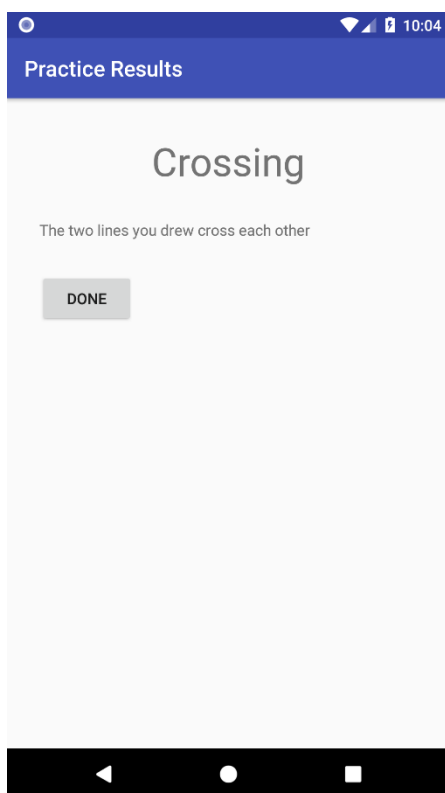 10:04
Practice Results
Crossing
The two lines you drew cross each other
DONE